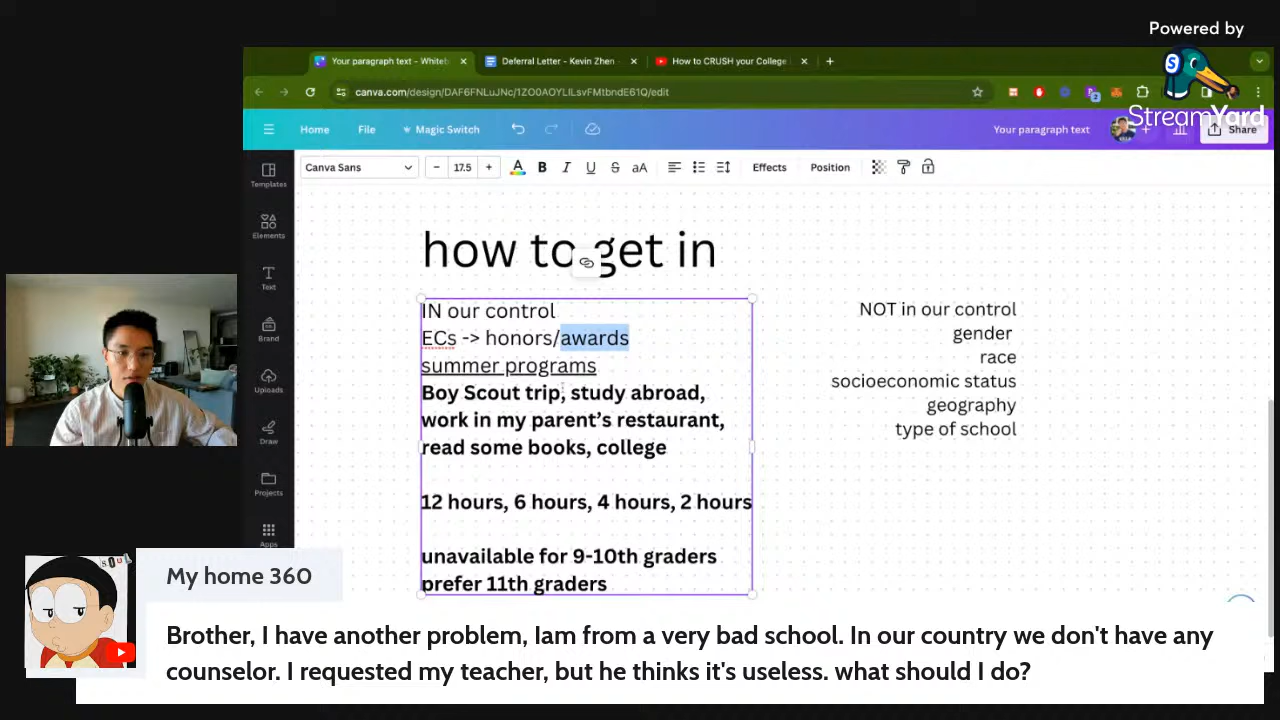 Powered by
StreamYard
Your paragraph text - Whiteb
Deferral Letter - Kevin Zhen -
How to CRUSH your College
canva.com/design/DAF6FNLuJNc/1ZO0AOYLILsvFMtbndE61Q/edit
Home
File
Magic Switch
Your paragraph text
Share
Canva Sans
17.5
aA
Effects
Position
Templates
Elements
Text
Brand
Uploads
Draw
Projects
Apps
how to get in
IN our control
ECs -> honors/awards
summer programs
Boy Scout trip, study abroad,
work in my parent's restaurant,
read some books, college
12 hours, 6 hours, 4 hours, 2 hours
unavailable for 9-10th graders
prefer 11th graders
NOT in our control
gender
race
socioeconomic status
geography
type of school
My home 360
Brother, I have another problem, Iam from a very bad school. In our country we don't have any
counselor. I requested my teacher, but he thinks it's useless. what should I do?